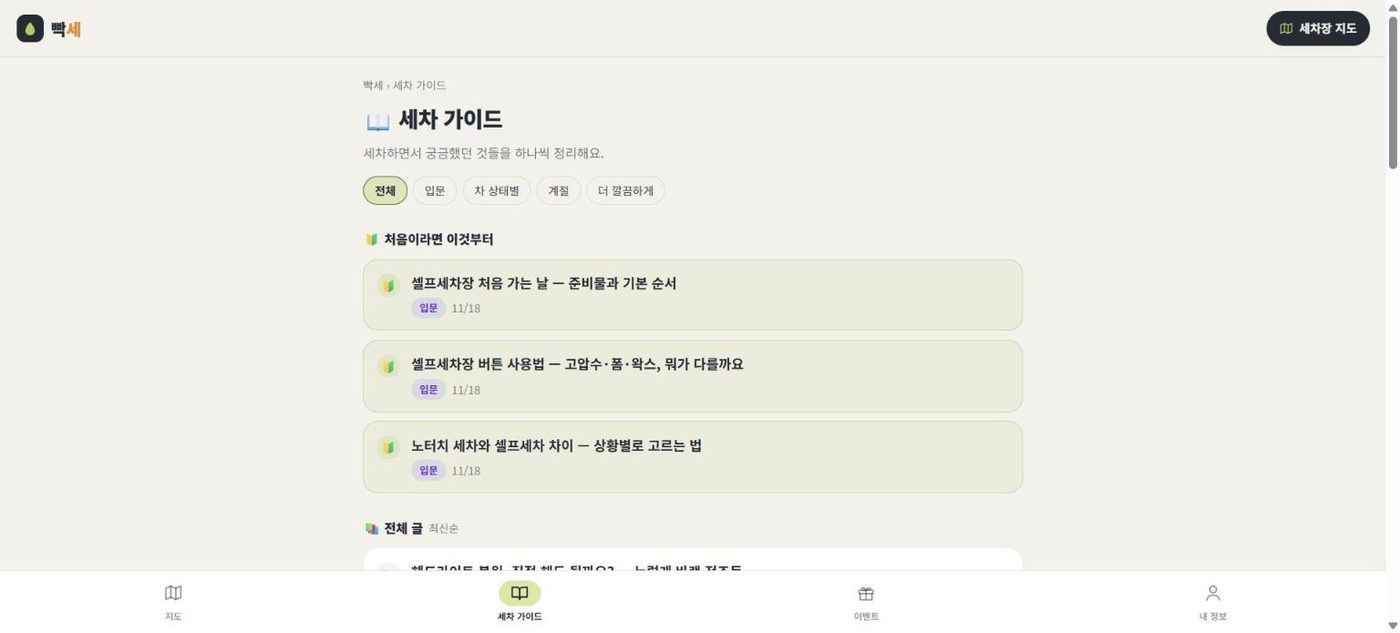 빡세
세차장 지도
빡세 › 세차 가이드
세차 가이드
세차하면서 궁금했던 것들을 하나씩 정리해요.
전체 입문 차 상태별 계절 더 깔끔하게
처음이라면 이것부터
셀프세차장 처음 가는 날 — 준비물과 기본 순서
입문 11/18
셀프세차장 버튼 사용법 — 고압수·폼·왁스, 뭐가 다를까요
입문 11/18
노터치 세차와 셀프세차 차이 — 상황별로 고르는 법
입문 11/18
전체 글 최신순
지도 세차 가이드 이벤트 내 정보